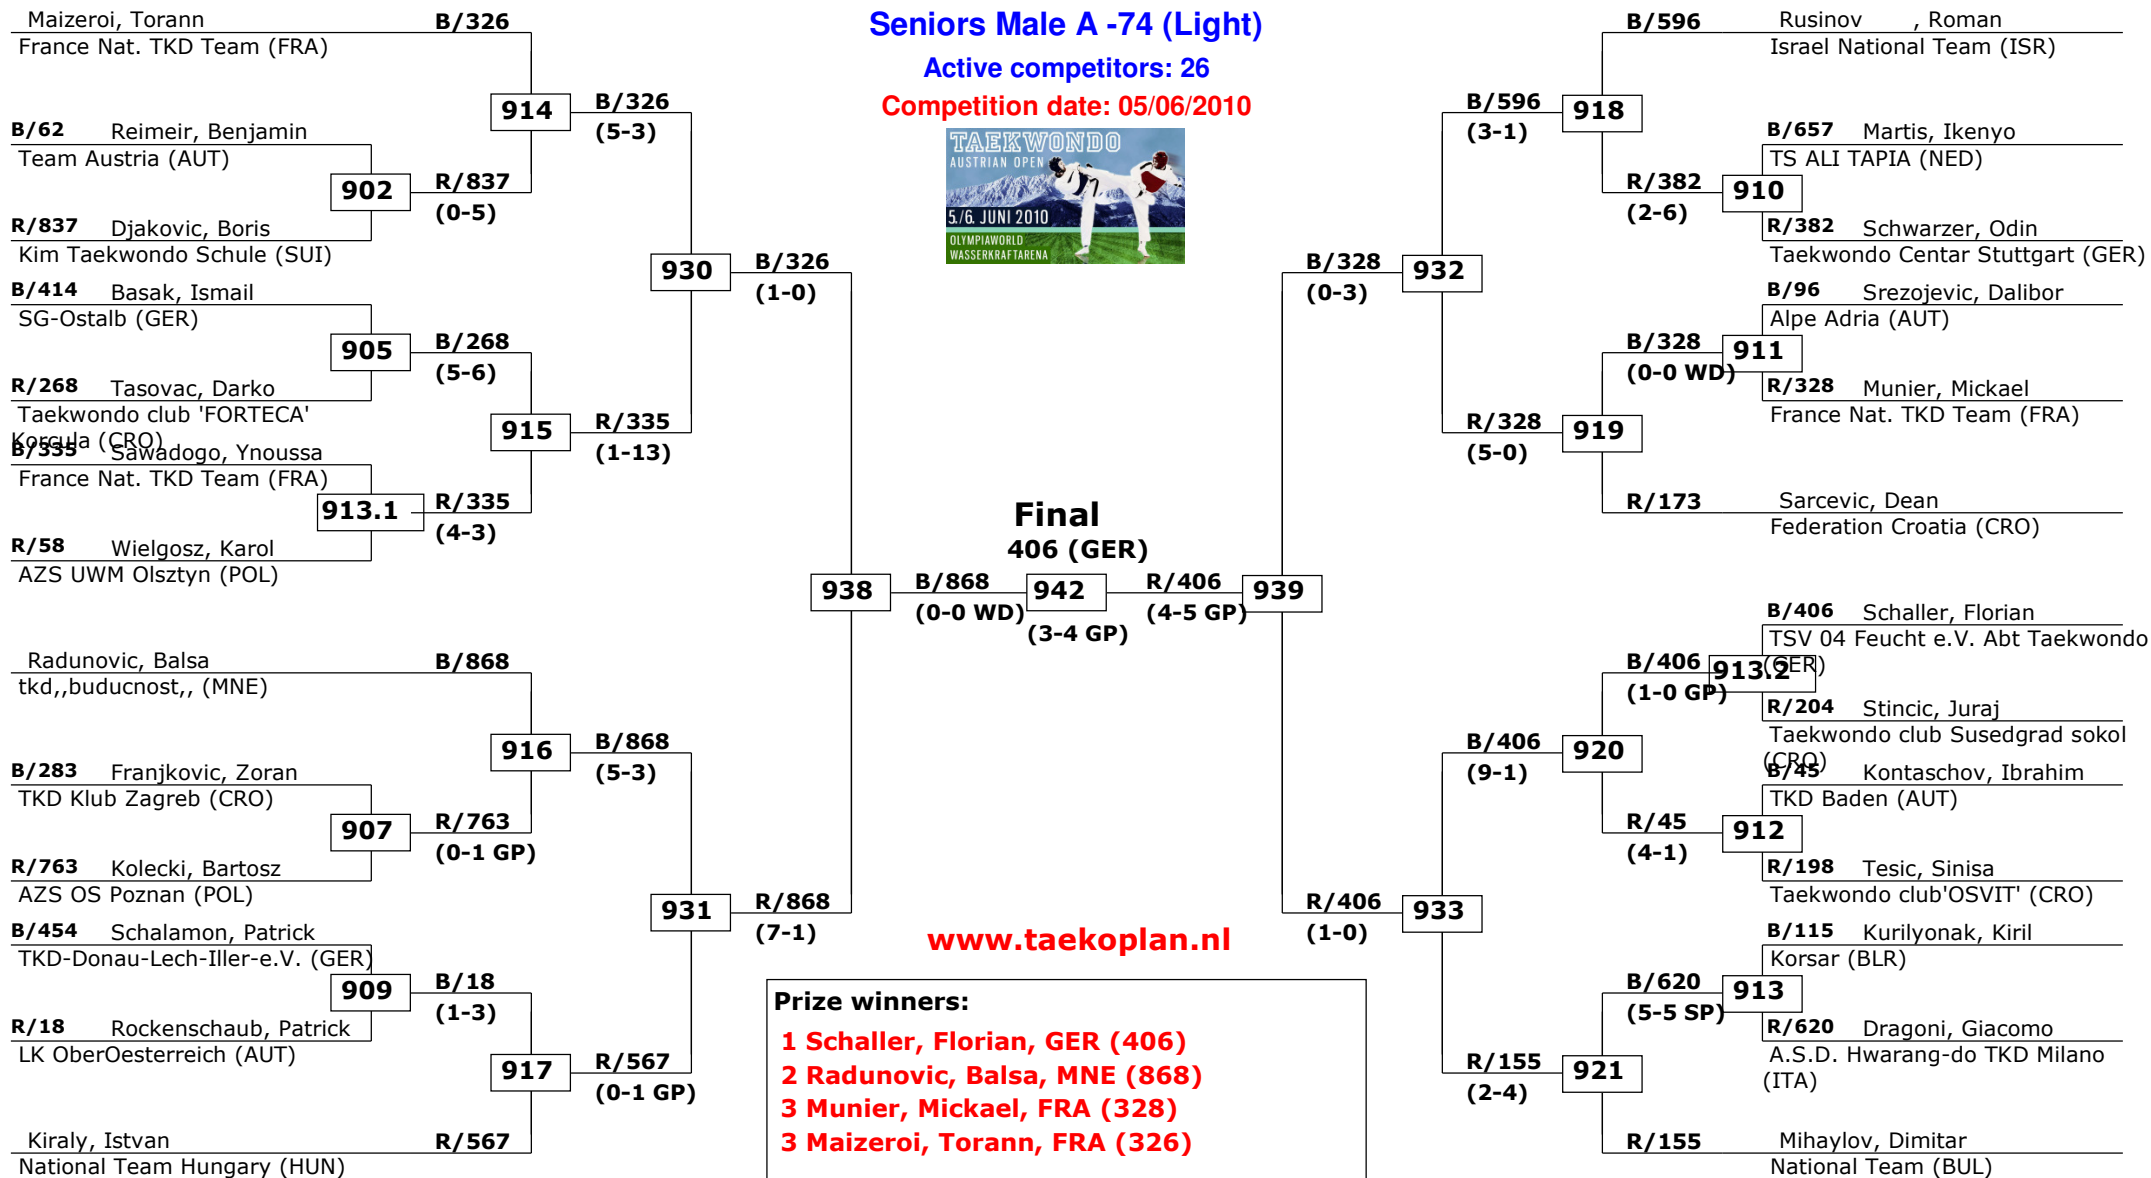 Seniors Male A -74 (Light)
Active competitors: 26
Competition date: 05/06/2010
TAEKWONDO
AUSTRIAN OPEN
5./6. JUNI 2010
OLYMPIAWORLD
WASSERKRAFTARENA
Maizeroi, Torann B/326
France Nat. TKD Team (FRA)
914
B/326
(5-3)
B/62 Reimeir, Benjamin
Team Austria (AUT)
902
R/837
(0-5)
R/837 Djakovic, Boris
Kim Taekwondo Schule (SUI)
930
B/326
(1-0)
B/414 Basak, Ismail
SG-Ostalb (GER)
905
B/268
(5-6)
R/268 Tasovac, Darko
Taekwondo club 'FORTECA'
Korcula (CRO)
915
R/335
(1-13)
B/335 Sawadogo, Ynoussa
France Nat. TKD Team (FRA)
913.1
R/335
(4-3)
R/58 Wielgosz, Karol
AZS UWM Olsztyn (POL)
938
B/868
(0-0 WD)
Radunovic, Balsa B/868
tkd,,buducnost,, (MNE)
916
B/868
(5-3)
B/283 Franjkovic, Zoran
TKD Klub Zagreb (CRO)
907
R/763
(0-1 GP)
R/763 Kolecki, Bartosz
AZS OS Poznan (POL)
931
R/868
(7-1)
B/454 Schalamon, Patrick
TKD-Donau-Lech-Iller-e.V. (GER)
909
B/18
(1-3)
R/18 Rockenschaub, Patrick
LK OberOesterreich (AUT)
917
R/567
(0-1 GP)
Kiraly, Istvan R/567
National Team Hungary (HUN)
Final
406 (GER)
942
(3-4 GP)
R/406
(4-5 GP)
939
B/596 Rusinov , Roman
Israel National Team (ISR)
B/596
(3-1)
918
B/657 Martis, Ikenyo
TS ALI TAPIA (NED)
R/382
(2-6)
910
R/382 Schwarzer, Odin
Taekwondo Centar Stuttgart (GER)
B/328
(0-3)
932
B/96 Srezojevic, Dalibor
Alpe Adria (AUT)
B/328
(0-0 WD)
911
R/328 Munier, Mickael
France Nat. TKD Team (FRA)
R/328
(5-0)
919
R/173 Sarcevic, Dean
Federation Croatia (CRO)
B/406 Schaller, Florian
TSV 04 Feucht e.V. Abt Taekwondo
(GER)
B/406
(1-0 GP)
913.2
R/204 Stincic, Juraj
Taekwondo club Susedgrad sokol
(CRO)
B/406
(9-1)
920
B/45 Kontaschov, Ibrahim
TKD Baden (AUT)
R/45
(4-1)
912
R/198 Tesic, Sinisa
Taekwondo club'OSVIT' (CRO)
R/406
(1-0)
933
B/115 Kurilyonak, Kiril
Korsar (BLR)
B/620
(5-5 SP)
913
R/620 Dragoni, Giacomo
A.S.D. Hwarang-do TKD Milano
(ITA)
R/155
(2-4)
921
R/155 Mihaylov, Dimitar
National Team (BUL)
www.taekoplan.nl
Prize winners:
1 Schaller, Florian, GER (406)
2 Radunovic, Balsa, MNE (868)
3 Munier, Mickael, FRA (328)
3 Maizeroi, Torann, FRA (326)